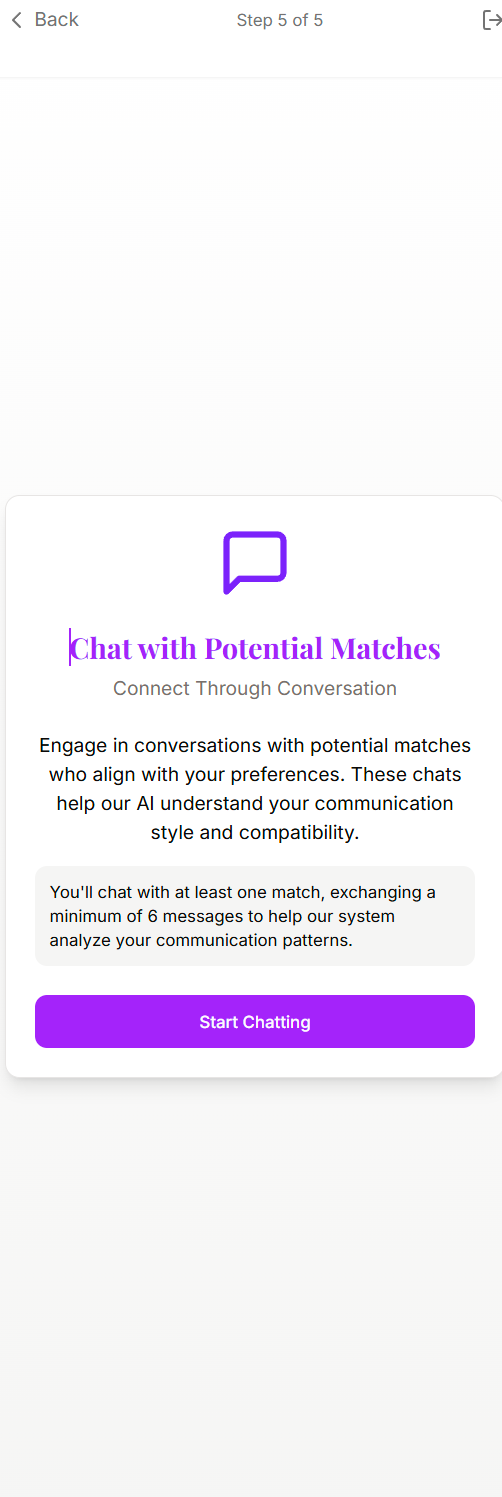 Back
Step 5 of 5
Chat with Potential Matches
Connect Through Conversation
Engage in conversations with potential matches
who align with your preferences. These chats
help our AI understand your communication
style and compatibility.
You'll chat with at least one match, exchanging a
minimum of 6 messages to help our system
analyze your communication patterns.
Start Chatting